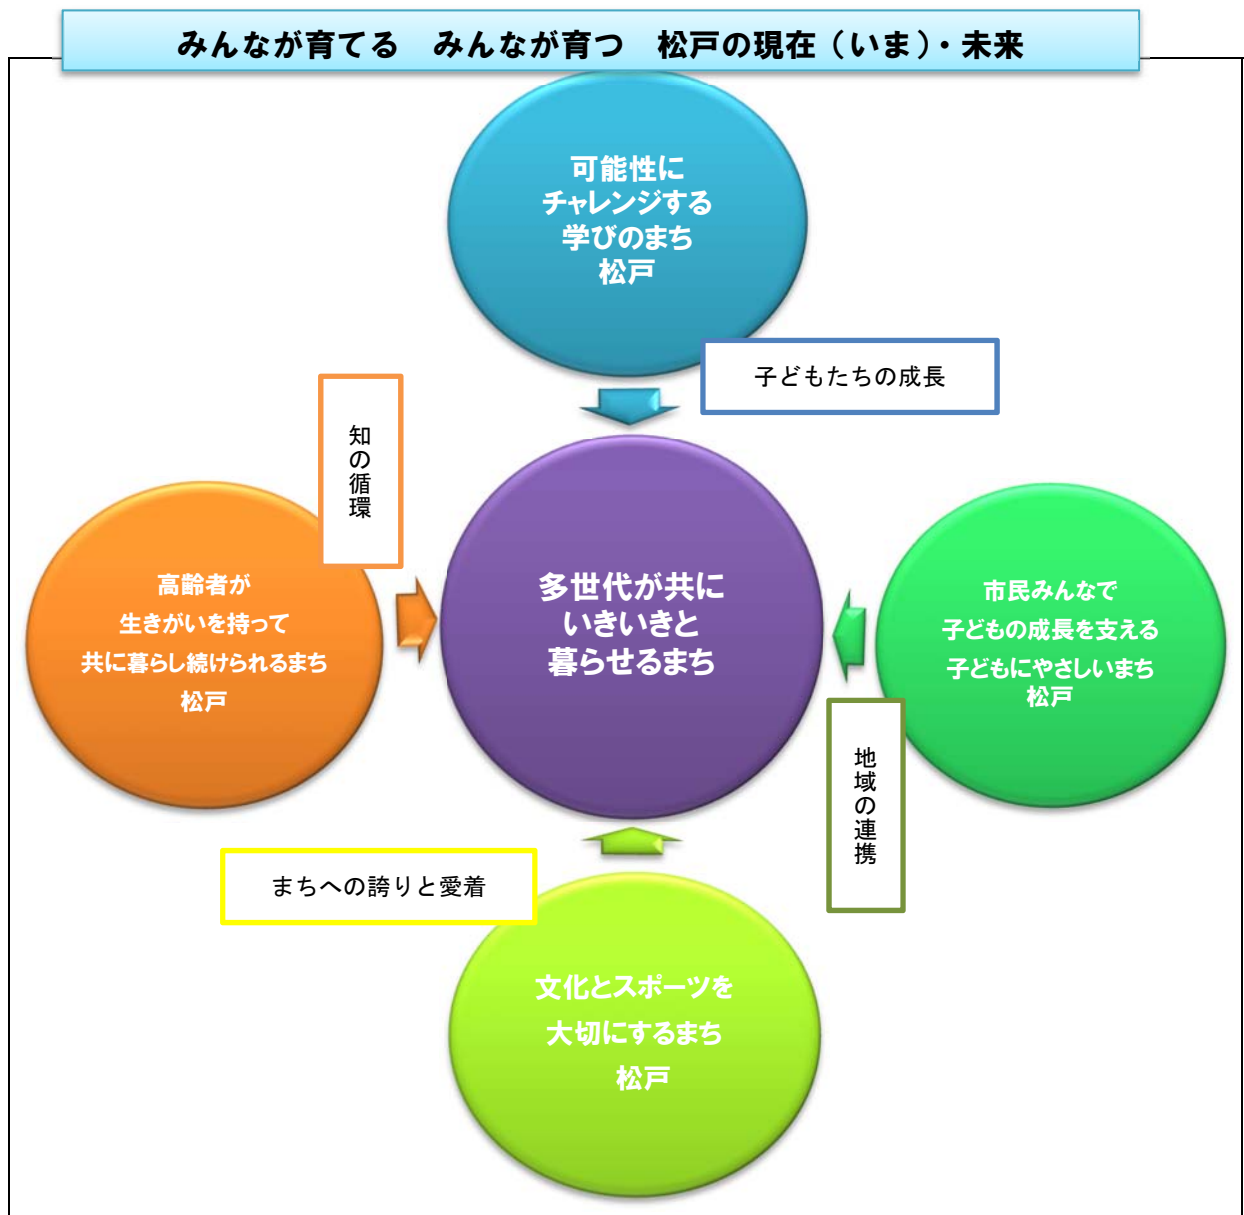 みんなが育てる　みんなが育つ　松戸の現在（いま）・未来
可能性に
チャレンジする
学びのまち
松戸
子どもたちの成長
知の循環
高齢者が
生きがいを持って
共に暮らし続けられるまち
松戸
多世代が共に
いきいきと
暮らせるまち
市民みんなで
子どもの成長を支える
子どもにやさしいまち
松戸
地域の連携
まちへの誇りと愛着
文化とスポーツを
大切にするまち
松戸